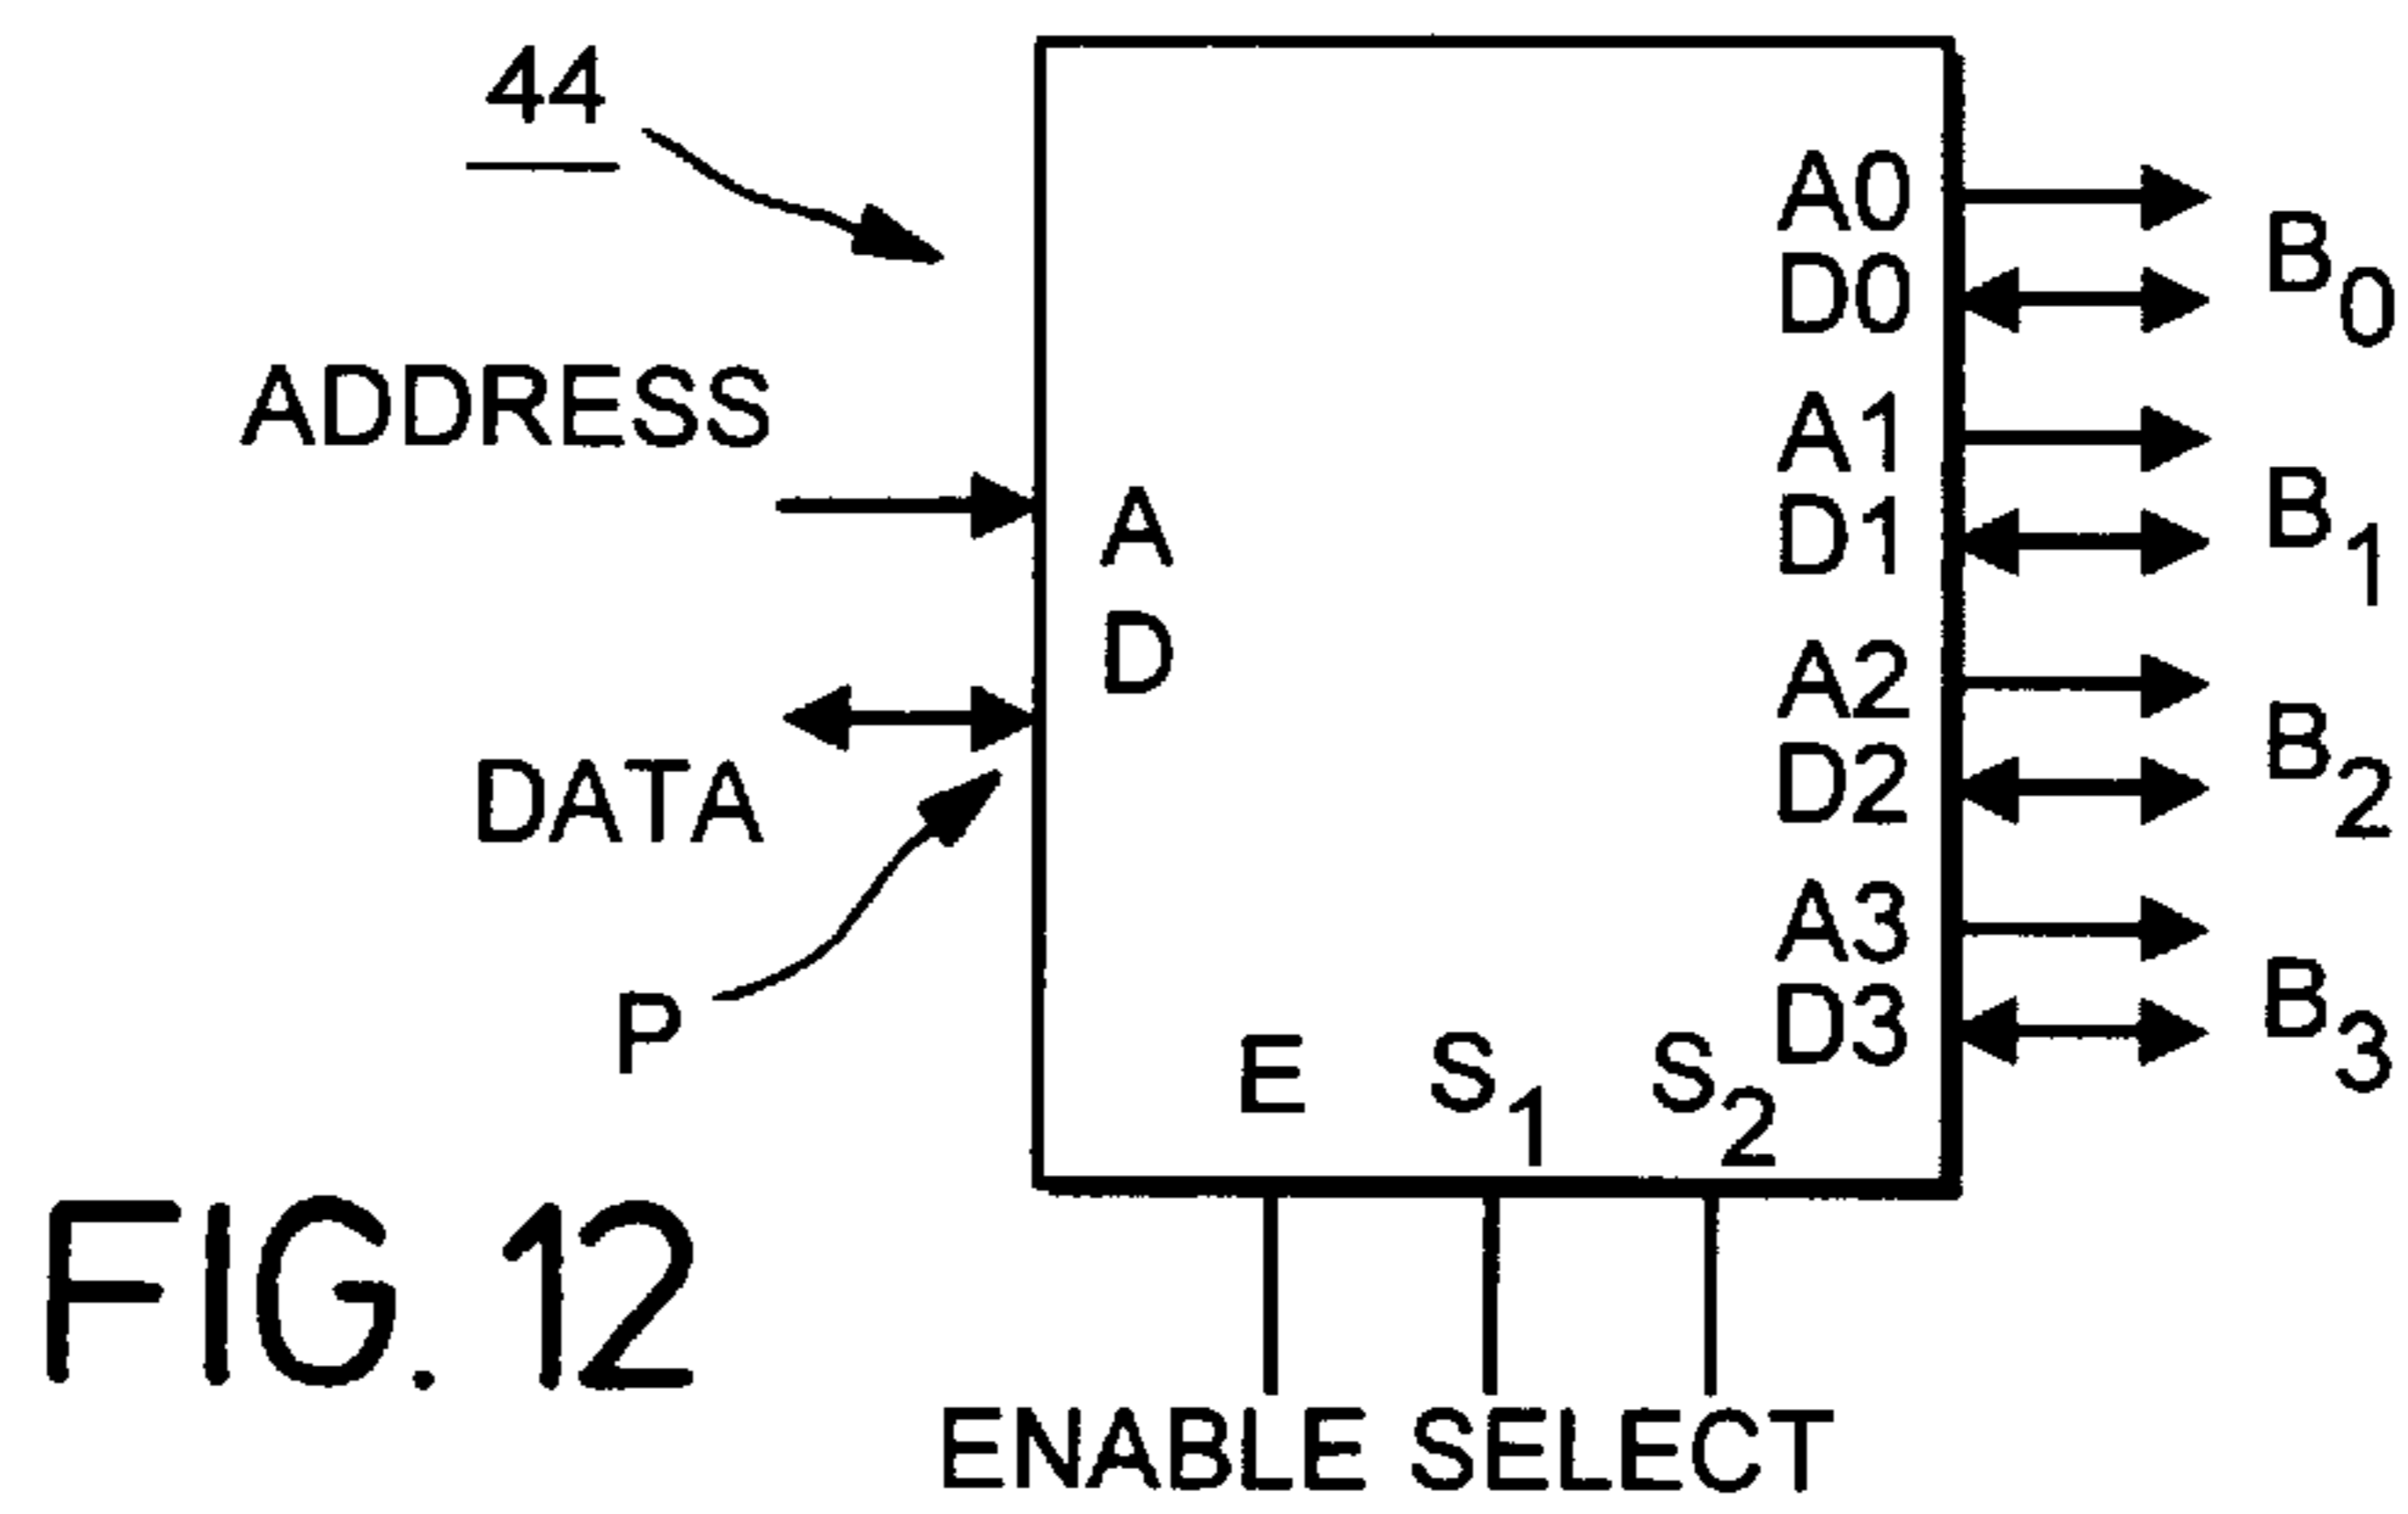 44
ADDRESS
DATA
P
A
D
A0
D0
A1
D1
A2
D2
A3
D3
B0
B1
B2
B3
E S1 S2
ENABLE SELECT
FIG. 12